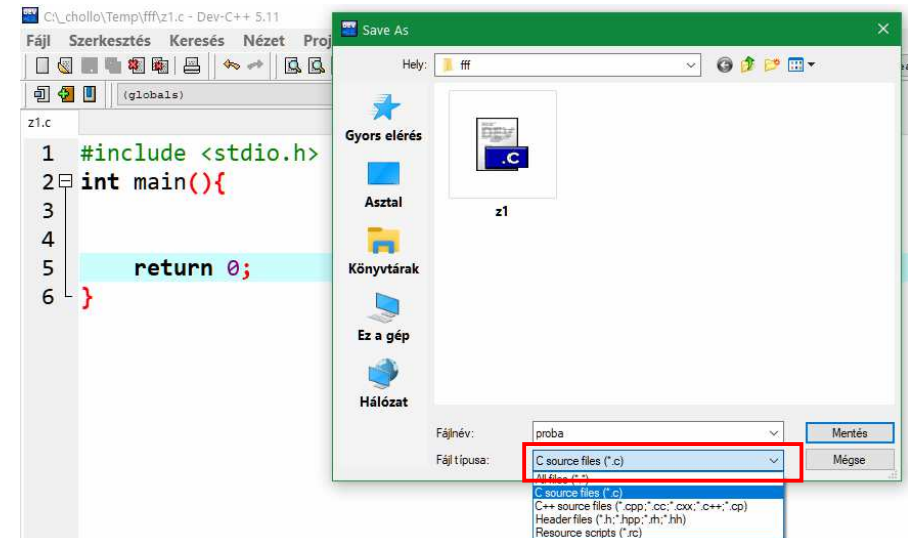 C:\_chollo\Temp\fff\z1.c - Dev-C++ 5.11
Fájl Szerkesztés Keresés Nézet Proj
(globals)
z1.c
1 #include <stdio.h>
2 int main(){
3
4
5 return 0;
6 }
Save As
Hely: fff
Gyors elérés
Asztal
Könyvtárak
Ez a gép
Hálózat
DEV
.C
z1
Fájlnév: proba Mentés
Fájl típusa: C source files (*.c) Mégse
All files (*.*)
C source files (*.c)
C++ source files (*.cpp;*.cc;*.cxx;*.c++;*.cp)
Header files (*.h;*.hpp;*.rh;*.hh)
Resource scripts (*.rc)